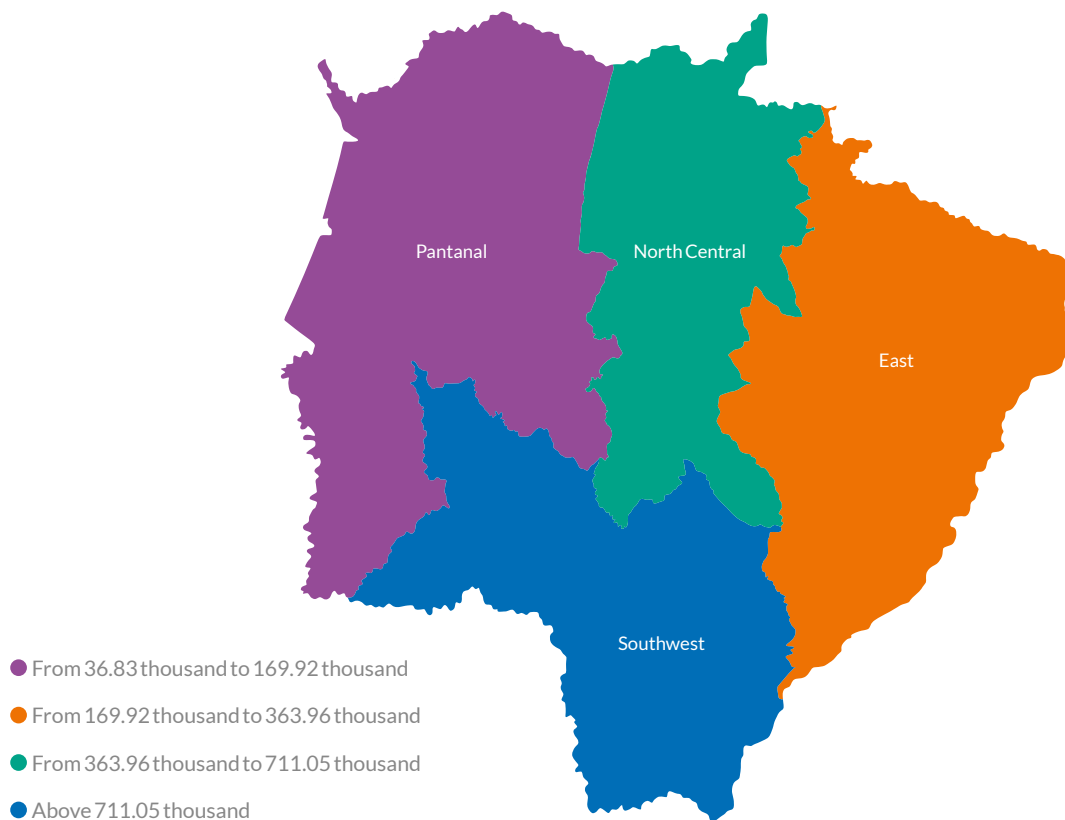 Pantanal
North Central
East
Southwest
From 36.83 thousand to 169.92 thousand
From 169.92 thousand to 363.96 thousand
From 363.96 thousand to 711.05 thousand
Above 711.05 thousand